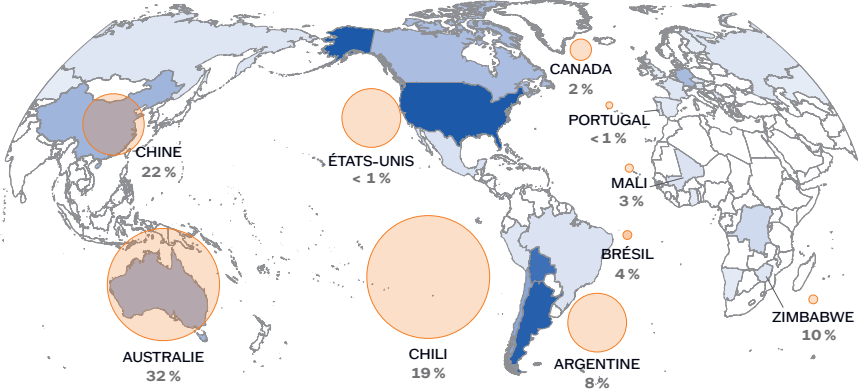 CANADA
2 %
PORTUGAL
< 1 %
CHINE
22 %
ÉTATS-UNIS
< 1 %
MALI
3 %
BRÉSIL
4 %
ZIMBABWE
10 %
AUSTRALIE
32 %
CHILI
19 %
ARGENTINE
8 %